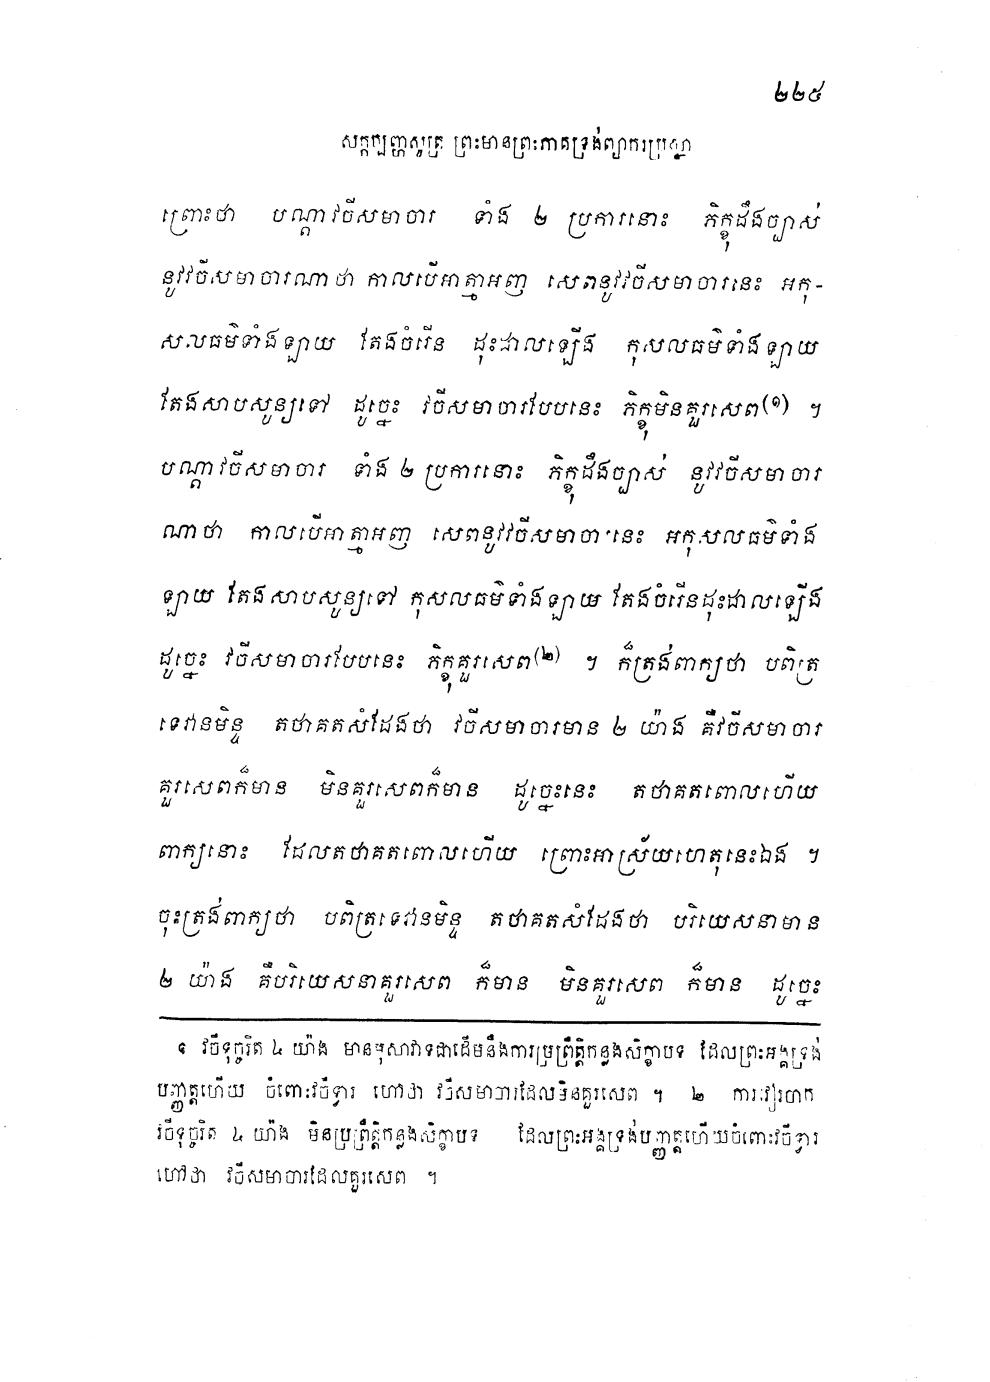 ២២៥
សក្កប្បញ្ហសូត្រ ព្រះមានព្រះភាគទ្រង់ព្យាករប្រស្នា
ព្រោះថា បណ្តាវចីសមាចារ ទាំង ២ ប្រការនោះ ភិក្ខុដឹងច្បាស់
នូវវចីសមាចារណាថា កាលបើអាត្មាអញ សេពនូវវចីសមាចារនេះ អកុ-
សលធម៌ទាំងឡាយ តែងចំរើន ដុះដាលឡើង កុសលធម៌ទាំងឡាយ
តែងសាបសូន្យទៅ ដូច្នេះ វចីសមាចារបែបនេះ ភិក្ខុមិនគួរសេព(១) ។
បណ្តាវចីសមាចារ ទាំង ២ ប្រការនោះ ភិក្ខុដឹងច្បាស់ នូវវចីសមាចារ
ណាថា កាលបើអាត្មាអញ សេពនូវវចីសមាចារនេះ អកុសលធម៌ទាំង
ឡាយ តែងសាបសូន្យទៅ កុសលធម៌ទាំងឡាយ តែងចំរើនដុះដាលឡើង
ដូច្នេះ វចីសមាចារបែបនេះ ភិក្ខុគួរសេព(២) ។ ក៏ត្រង់ពាក្យថា បពិត្រ
ទេវានមិន្ទ តថាគតសំដែងថា វចីសមាចារមាន ២ យ៉ាង គឺវចីសមាចារ
គួរសេពក៏មាន មិនគួរសេពក៏មាន ដូច្នេះនេះ តថាគតពោលហើយ
ពាក្យនោះ ដែលតថាគតពោលហើយ ព្រោះអាស្រ័យហេតុនេះឯង ។
ចុះត្រង់ពាក្យថា បពិត្រទេវានមិន្ទ តថាគតសំដែងថា បរិយេសនាមាន
២ យ៉ាង គឺបរិយេសនាគួរសេព ក៏មាន មិនគួរសេព ក៏មាន ដូច្នេះ
១ វចីទុច្ចរិត ៤ យ៉ាង មានមុសាវាទជាដើមនឹងការប្រព្រឹត្តិកន្លងសិក្ខាបទ ដែលព្រះអង្គទ្រង់
បញ្ញត្តហើយ ចំពោះវចីទ្វារ ហៅថា វចីសមាចារដែលមិនគួរសេព ។ ២ ការវៀរចាក
វចីទុច្ចរិត ៤ យ៉ាង មិនប្រព្រឹត្តិកន្លងសិក្ខាបទ ដែលព្រះអង្គទ្រង់បញ្ញត្តហើយចំពោះវចីទ្វារ
ហៅថា វចីសមាចារដែលគួរសេព ។